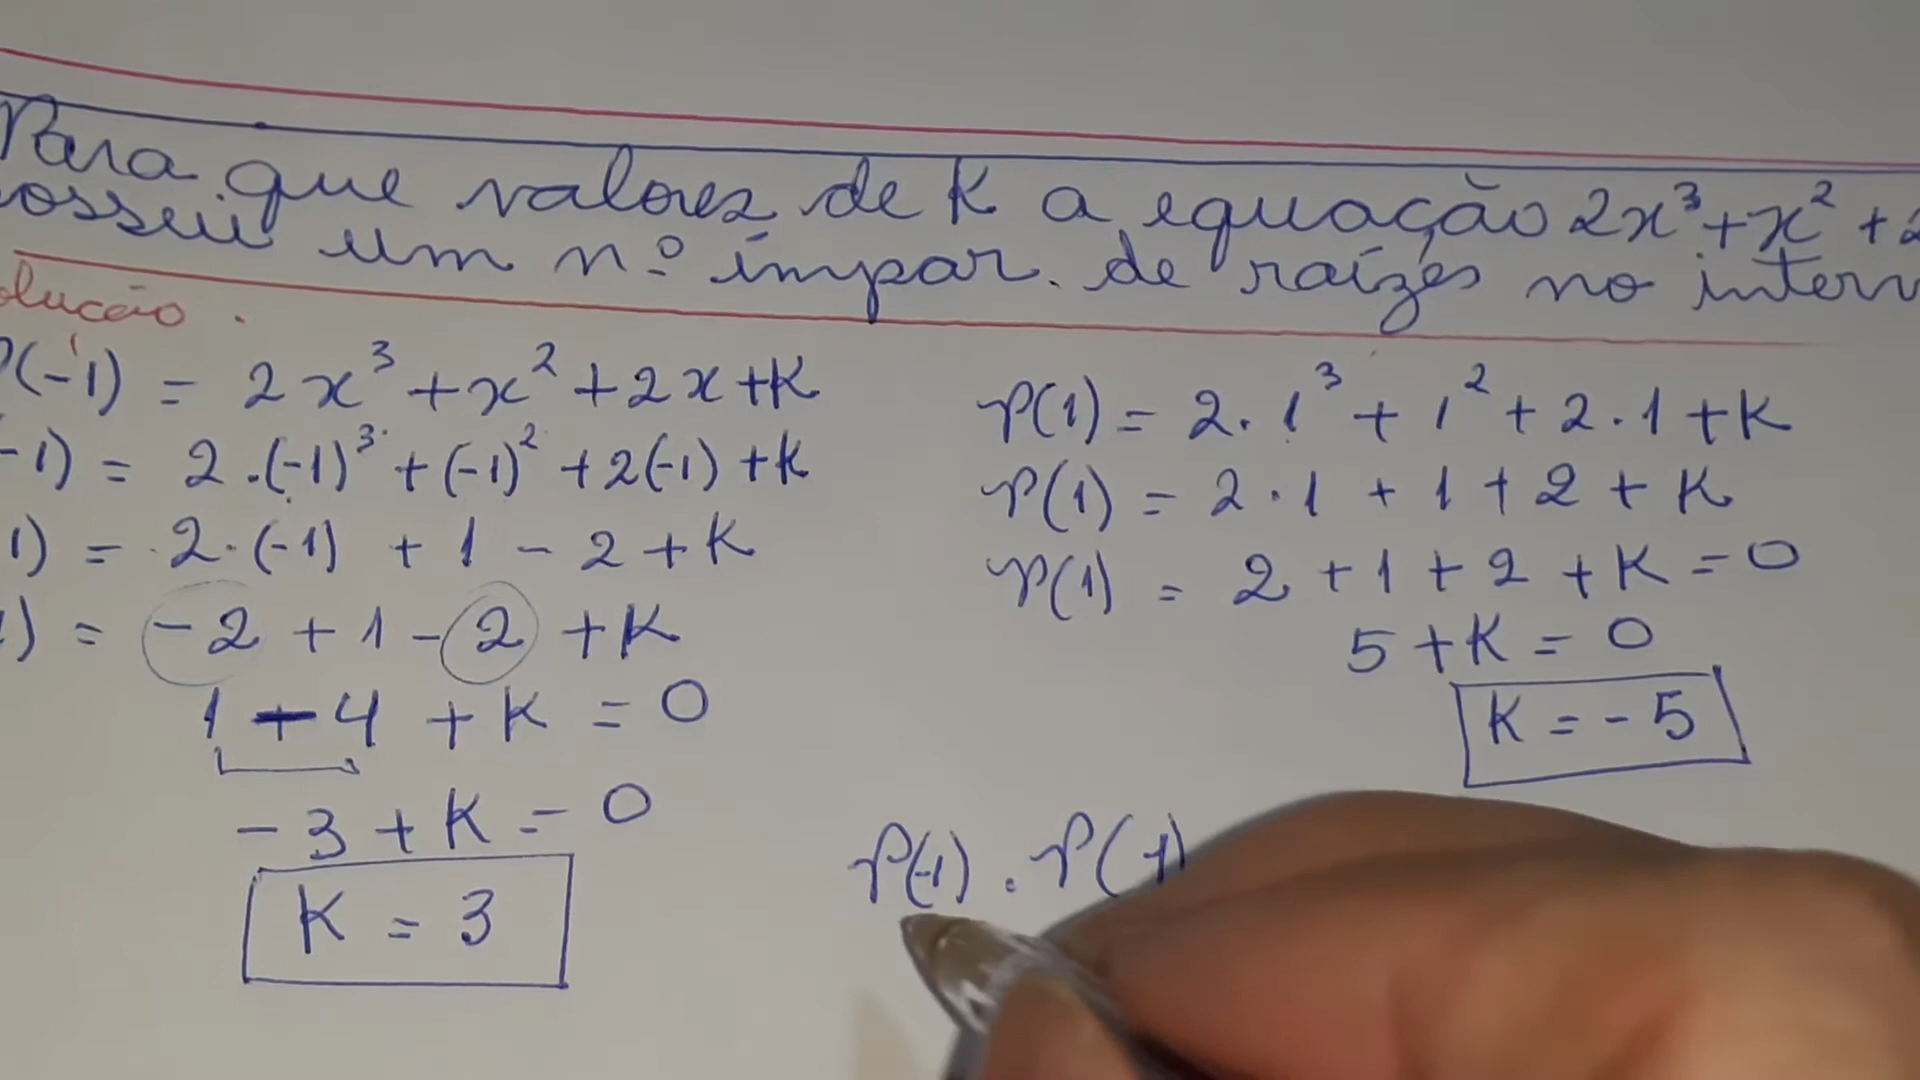 Para que valores de K a equação 2x³+x²+2
ossui um nº ímpar. de raízes no interv
olução.
P(-1) = 2x³+x²+2x+K
-1) = 2.(-1)³+(-1)²+2(-1)+K
1) = 2.(-1) + 1 - 2 + K
) = -2 + 1 - 2 + K
1 - 4 + K = 0
-3 + K = 0
K = 3
P(1) = 2.1³ + 1² + 2.1 + K
P(1) = 2.1 + 1 + 2 + K
P(1) = 2 + 1 + 2 + K = 0
5 + K = 0
K = -5
P(-1) . P(1)